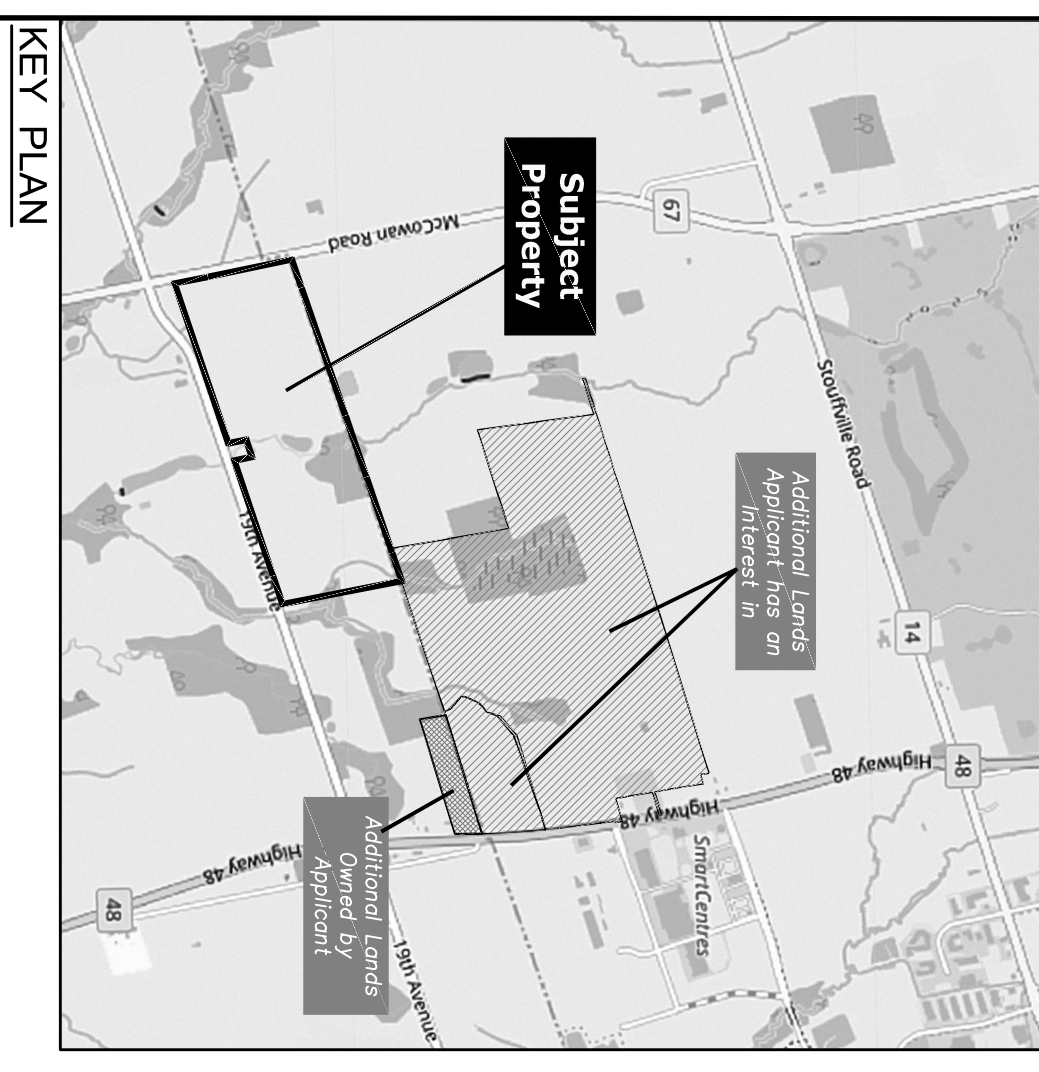 KEY PLAN
Subject
Property
McCowan Road
67
Stouffville Road
14
Additional Lands
Applicant has an
Interest in
48
Highway 48
Highway 48
SmartCentres
19th Avenue
Additional Lands
Owned by
Applicant
Highway 48
48
19th Avenue